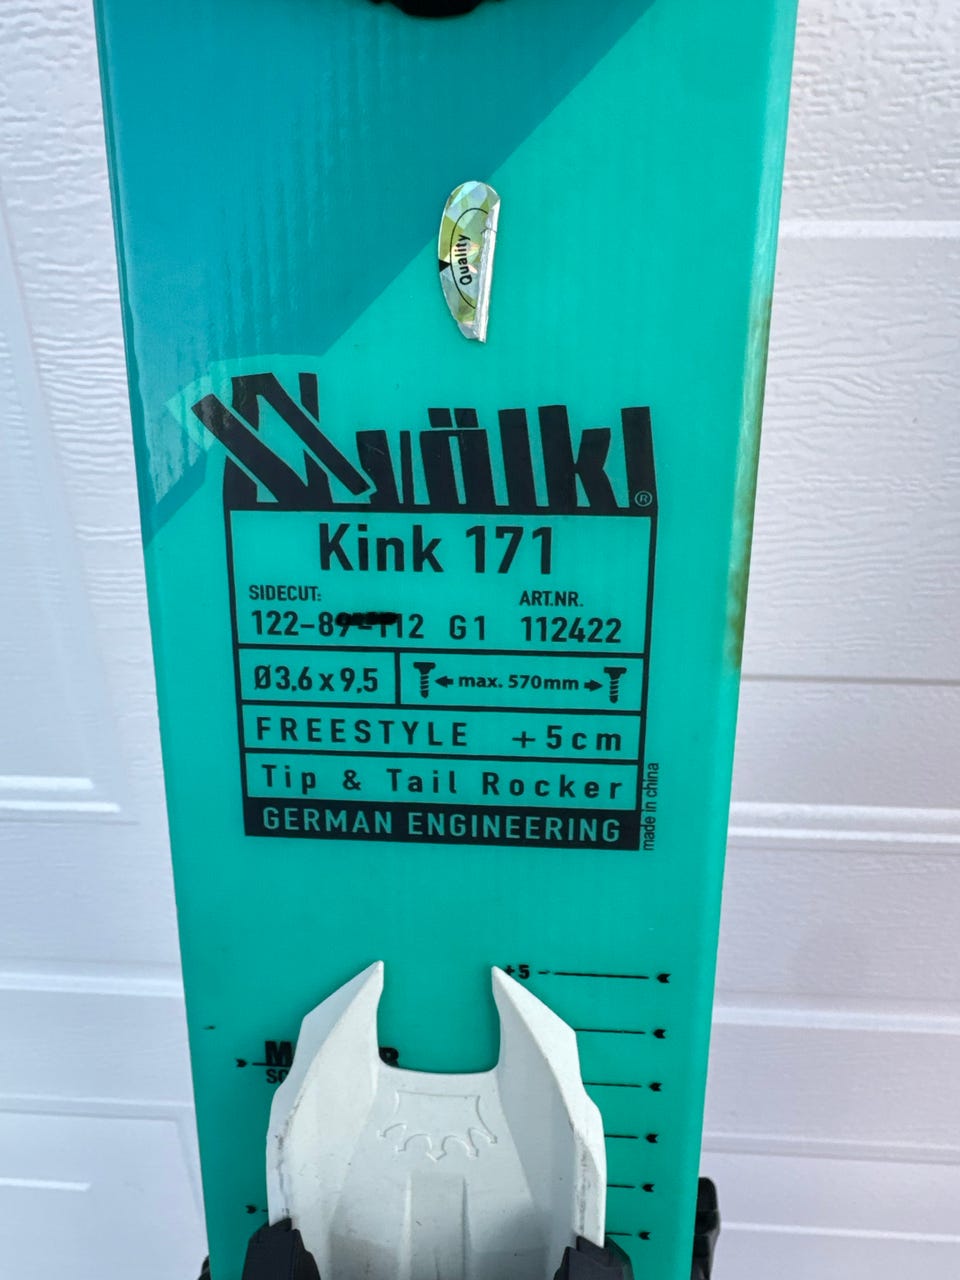 Quality
völkl ®
Kink 171
SIDECUT: ART.NR.
122-89-112 G1 112422
Ø3,6 x 9,5 max. 570mm
FREESTYLE +5cm
Tip & Tail Rocker
GERMAN ENGINEERING
made in china
+5